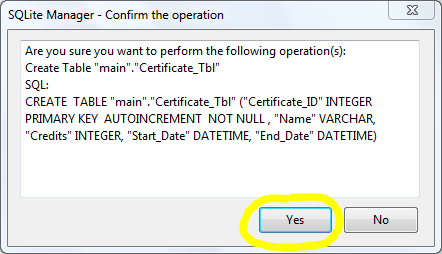 SQLite Manager - Confirm the operation
Are you sure you want to perform the following operation(s):
Create Table "main"."Certificate_Tbl"
SQL:
CREATE  TABLE "main"."Certificate_Tbl" ("Certificate_ID" INTEGER
PRIMARY KEY  AUTOINCREMENT  NOT NULL , "Name" VARCHAR,
"Credits" INTEGER, "Start_Date" DATETIME, "End_Date" DATETIME)
Yes
No